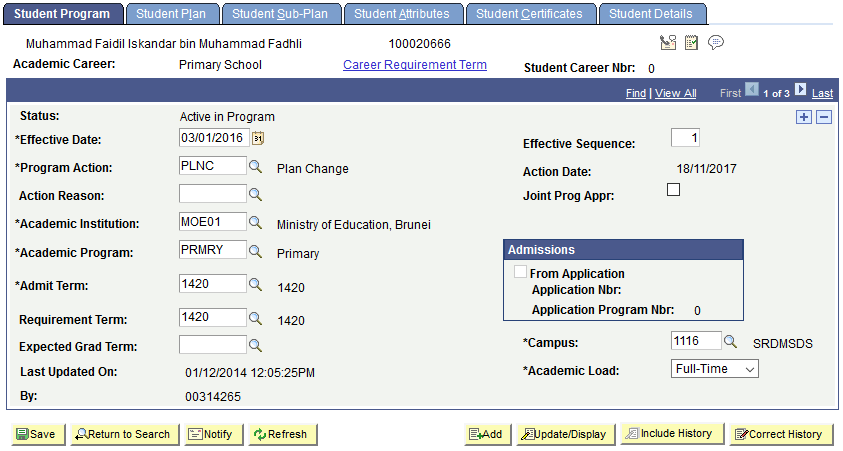 Student Program Student Plan Student Sub-Plan Student Attributes Student Certificates Student Details
Muhammad Faidil Iskandar bin Muhammad Fadhli 100020666
Academic Career: Primary School Career Requirement Term Student Career Nbr: 0
Find | View All First 1 of 3 Last
Status: Active in Program
*Effective Date: 03/01/2016 31 Effective Sequence: 1
*Program Action: PLNC Plan Change Action Date: 18/11/2017
Action Reason: Joint Prog Appr:
*Academic Institution: MOE01 Ministry of Education, Brunei
*Academic Program: PRMRY Primary
Admissions
From Application
Application Nbr:
Application Program Nbr: 0
*Admit Term: 1420 1420
Requirement Term: 1420 1420
Expected Grad Term: *Campus: 1116 SRDMSDS
Last Updated On: 01/12/2014 12:05:25PM *Academic Load: Full-Time
By: 00314265
Save Return to Search Notify Refresh Add Update/Display Include History Correct History